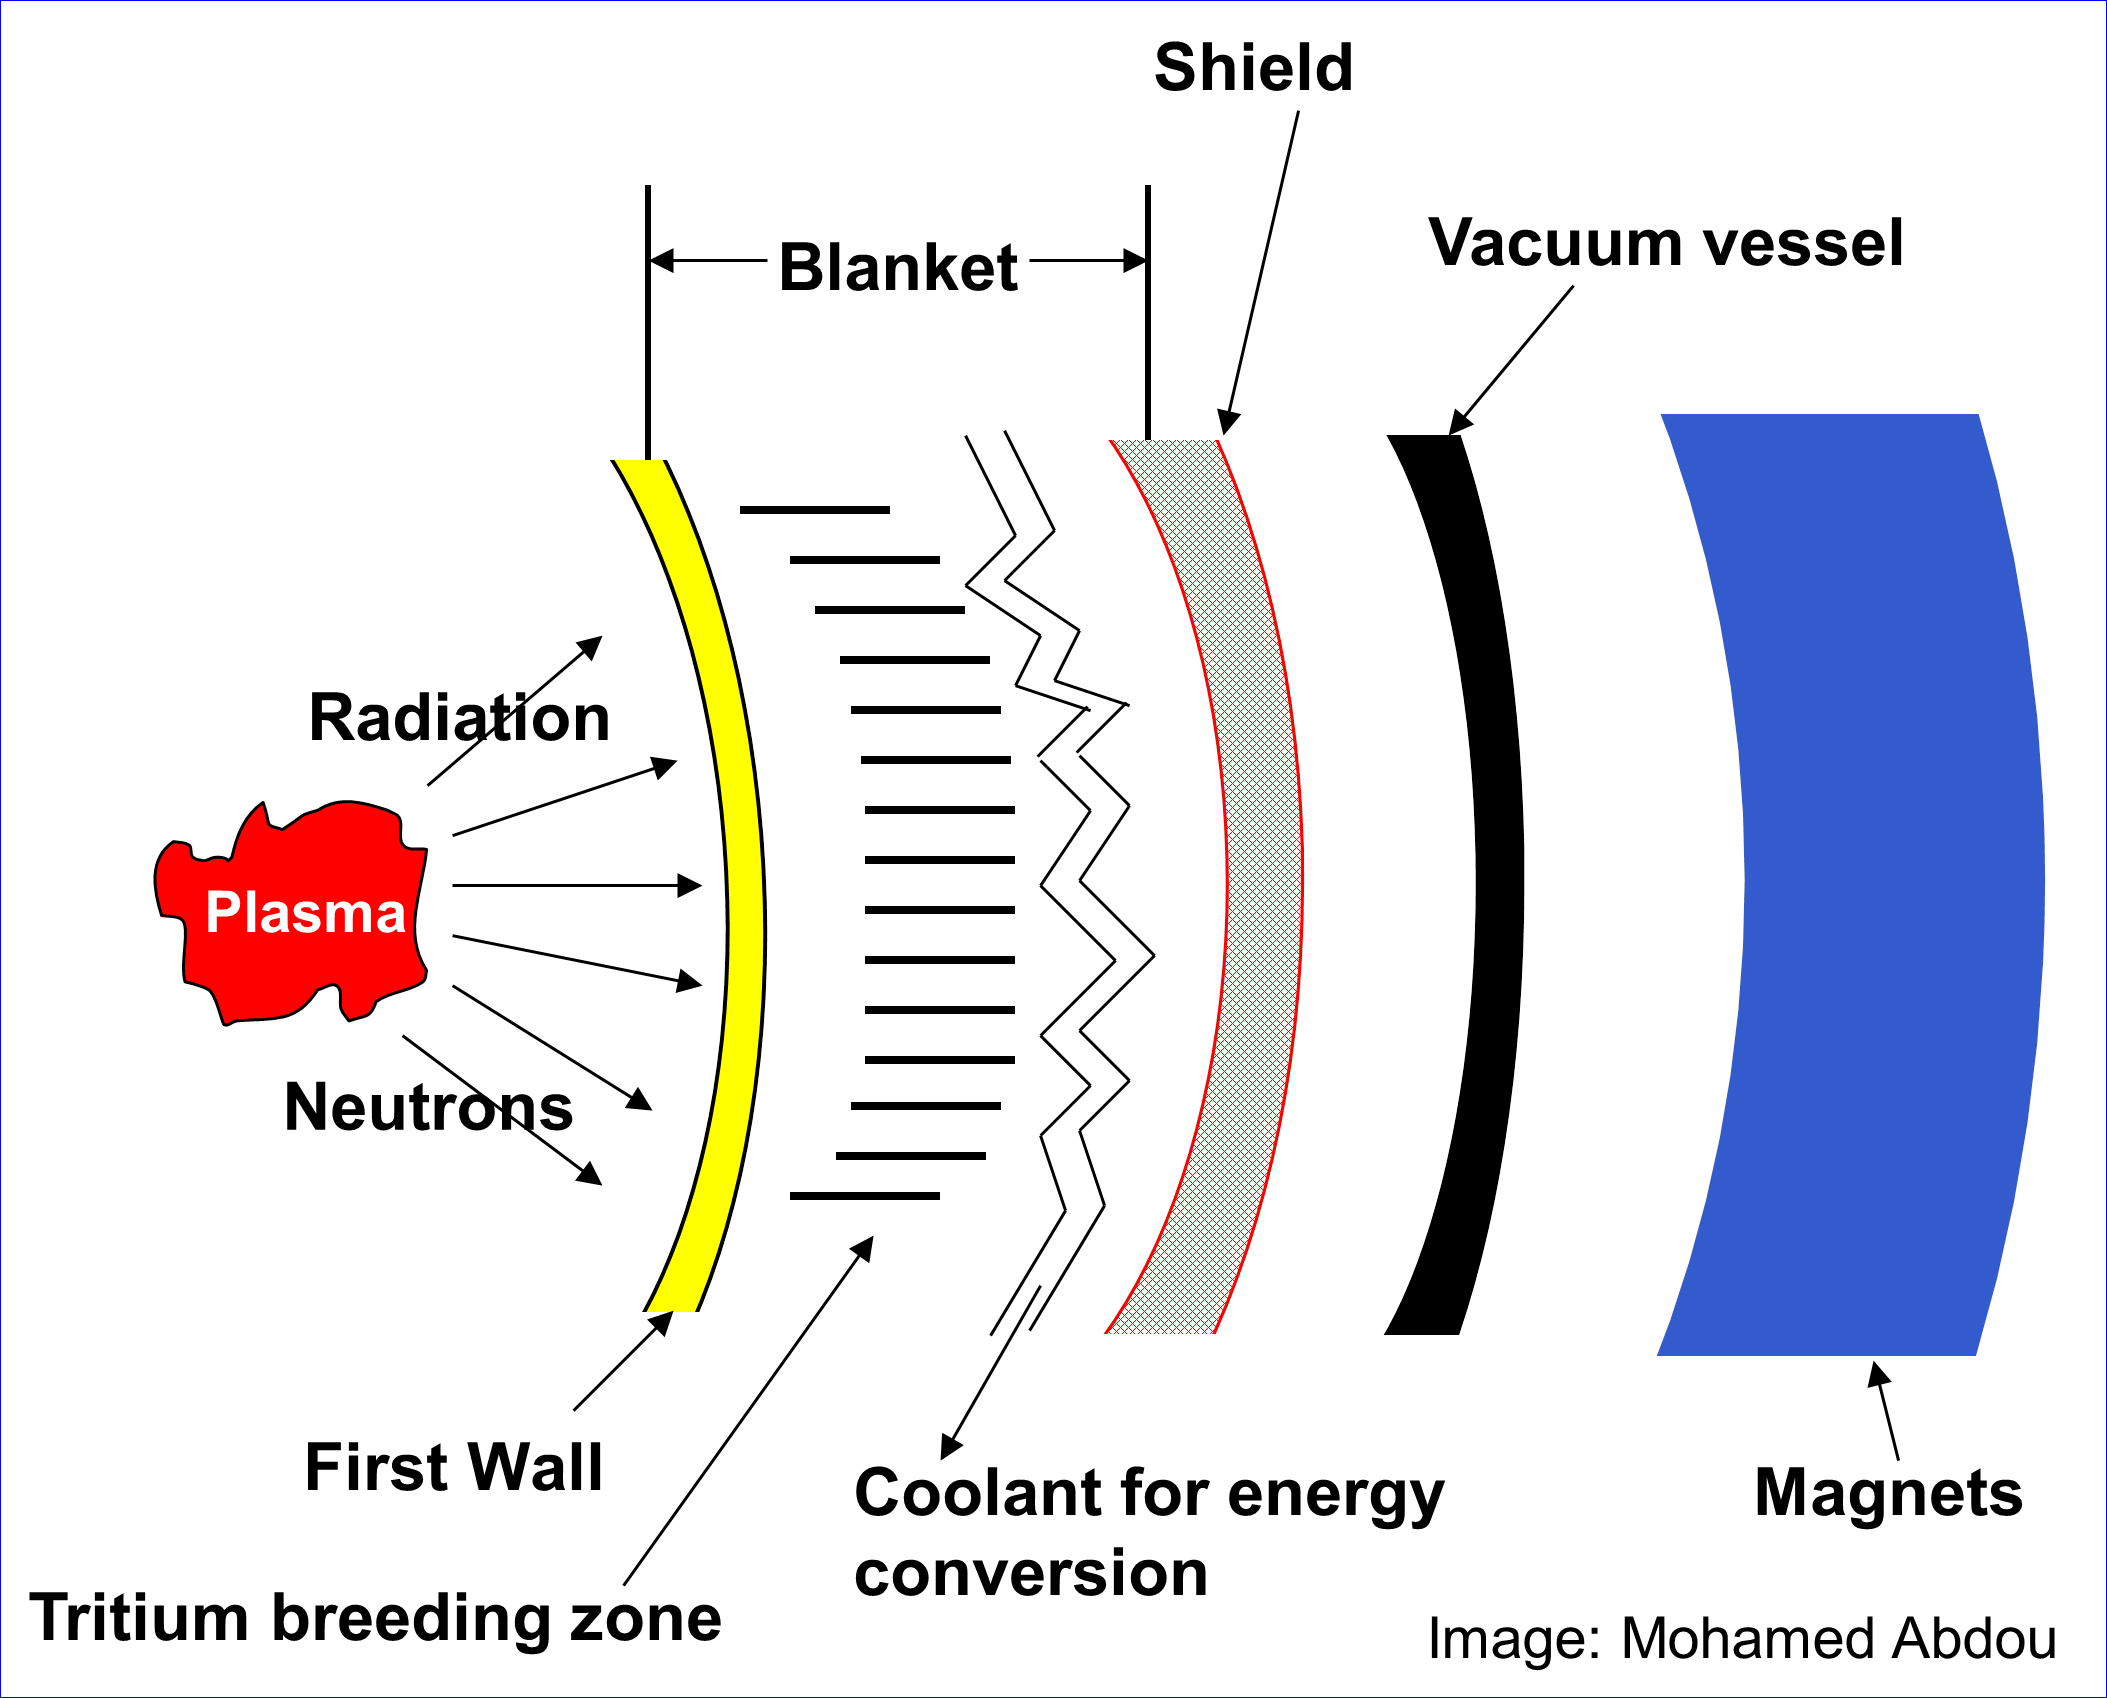 Shield
Vacuum vessel
Blanket
Radiation
Plasma
Neutrons
First Wall
Coolant for energy
conversion
Magnets
Tritium breeding zone
Image: Mohamed Abdou